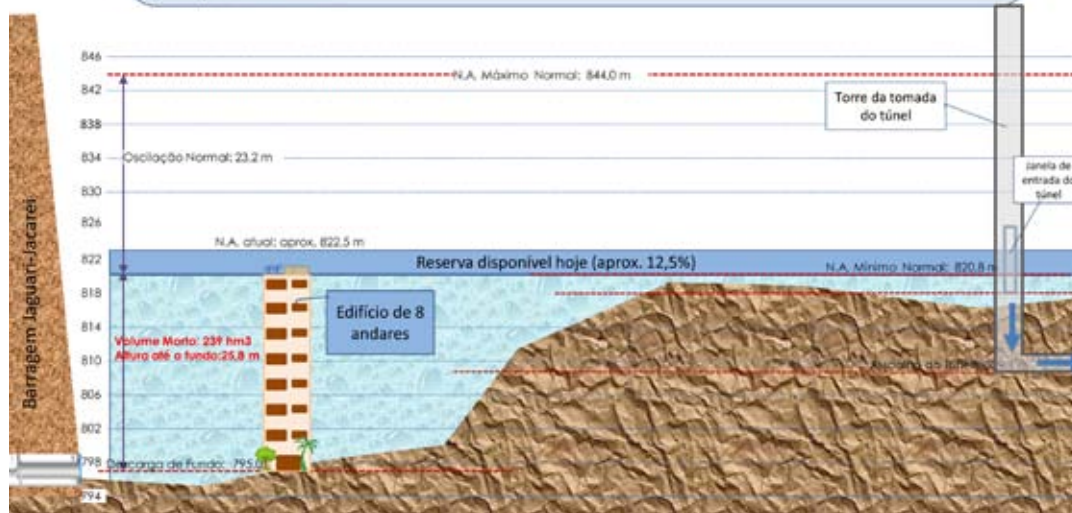 846
N.A. Máximo Normal: 844,0 m
842
Torre da tomada
do túnel
838
834
Oscilação Normal: 23,2 m
Janela de
entrada do
túnel
830
826
N.A. atual: aprox. 822,5 m
822
Reserva disponível hoje (aprox. 12,5%)
N.A. Mínimo Normal: 820,8 m
818
Edifício de 8
andares
814
Volume Morto: 239 hm3
Altura até o fundo:25,8 m
810
806
802
798
Descarga de Fundo: 795,0
794
Barragem Jaguari-Jacareí